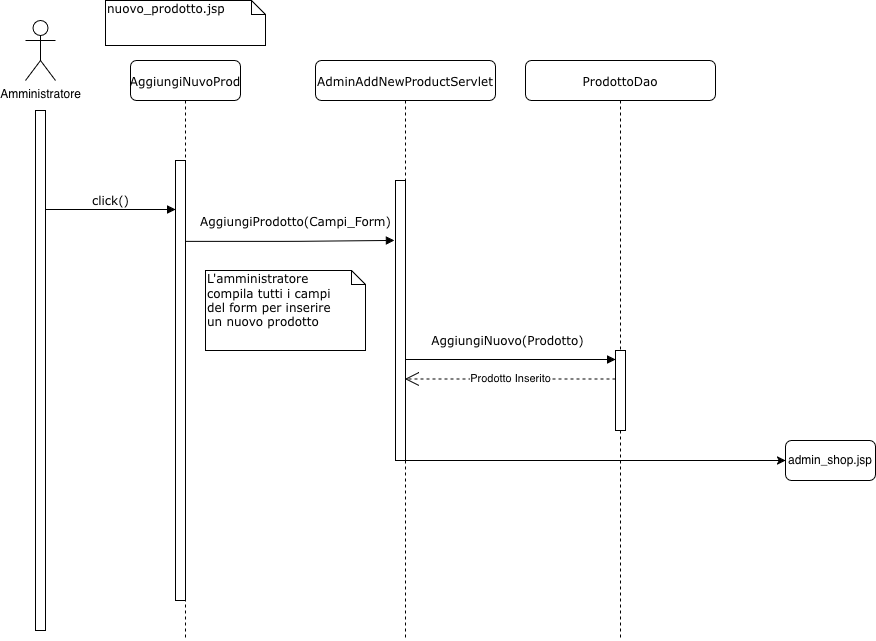 nuovo_prodotto.jsp
Amministratore
AggiungiNuvoProd
AdminAddNewProductServlet
ProdottoDao
click()
AggiungiProdotto(Campi_Form)
L'amministratore
compila tutti i campi
del form per inserire
un nuovo prodotto
AggiungiNuovo(Prodotto)
Prodotto Inserito
admin_shop.jsp